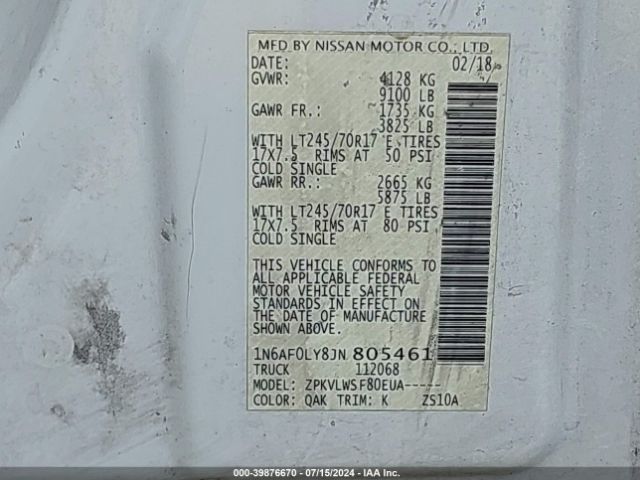 MFD BY NISSAN MOTOR CO., LTD.
DATE: 02/18
GVWR: 4128 KG
9100 LB
GAWR FR.: 1735 KG
3825 LB
WITH LT245/70R17 E TIRES
17X7.5 RIMS AT 50 PSI
COLD SINGLE
GAWR RR.: 2665 KG
5875 LB
WITH LT245/70R17 E TIRES
17X7.5 RIMS AT 80 PSI
COLD SINGLE
THIS VEHICLE CONFORMS TO
ALL APPLICABLE FEDERAL
MOTOR VEHICLE SAFETY
STANDARDS IN EFFECT ON
THE DATE OF MANUFACTURE
SHOWN ABOVE.
1N6AF0LY8JN 805461
TRUCK 112068
MODEL: ZPKVLWSF80EUA-----
COLOR: QAK TRIM: K ZS10A
000-39876670 - 07/15/2024 - IAA Inc.